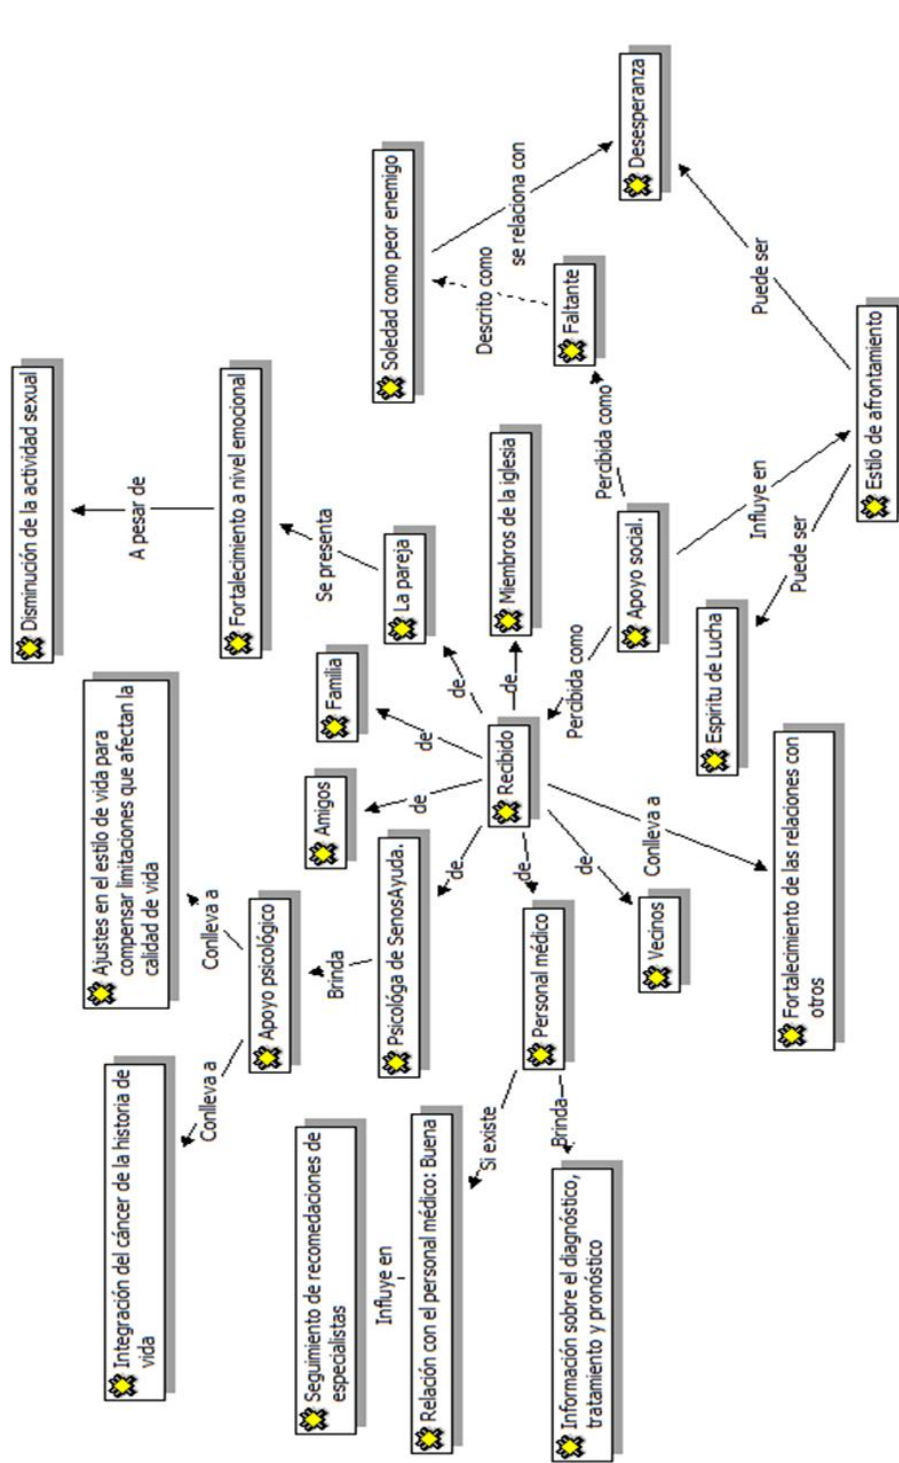 Integración del cáncer de la historia de
vida
Ajustes en el estilo de vida para
compensar limitaciones que afectan la
calidad de vida
Disminución de la actividad sexual
Conlleva a
Conlleva a
A pesar de
Seguimiento de recomedaciones de
especialistas
Apoyo psicológico
Fortalecimiento a nivel emocional
Influye en
Brinda
Amigos
Familia
Se presenta
Soledad como peor enemigo
Relación con el personal médico: Buena
Psicológa de SenosAyuda.
La pareja
Si existe
de
de
de
de
Descrito como
se relaciona con
Recibido
de
Miembros de la iglesia
Brinda
Personal médico
de
Faltante
Información sobre el diagnóstico,
tratamiento y pronóstico
de
Percibida como
Percibida como
Desesperanza
Vecinos
Conlleva a
Apoyo social.
Espiritu de Lucha
Influye en
Puede ser
Puede ser
Fortalecimiento de las relaciones con
otros
Estilo de afrontamiento